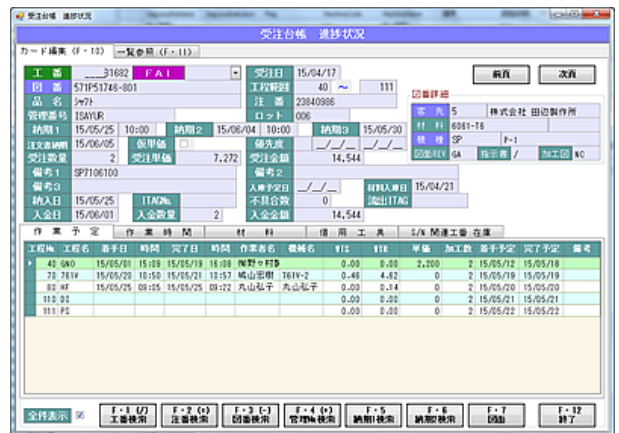 受注台帳 進捗状況
受注台帳 進捗状況
カード編集 (F・10) 一覧参照 (F・11)
工番 31682 FAI 受注日 15/04/17 前頁 次頁
図番 571P51746-801 工程範囲 40 ～ 111 図番詳細
品名 シャフト 注番 23840986 客先 5 株式会社 田辺製作所
管理番号 ISAYUR ロット 006 材料 6061-T6
納期1 15/05/25 10:00 納期2 15/06/04 10:00 納期3 15/05/30 機種 SP P-1
注文書納期 15/06/05 仮単価 優先度 _/_/_ _/_/_ 図面REV GA 指示書 / 加工図 NC
受注数量 2 受注単価 7,272 受注金額 14,544
備考1 SP7106100 備考2
備考3 入庫予定日 _/_/_ 材料入庫日 15/04/21
納入日 15/05/25 ITAG№ 不具合数 0 流出ITAG
入金日 15/06/01 入金数量 2 入金金額 14,544
作業予定 作業時間 材料 信用工具 S/N 関連工番 在庫
工程№ 工程名 着手日 時間 完了日 時間 作業者名 機械名 YTS YTR 単価 加工数 着手予定 完了予定 備考
40 GNO 15/05/01 15:09 15/05/19 16:08 0.00 0.00 2,200 2 15/05/12 15/05/18
70 761V 15/05/20 10:50 15/05/21 10:57 嶋山宏樹 761V-2 0.46 4.62 0 2 15/05/19 15/05/19
80 HF 15/05/25 09:05 15/05/25 09:22 丸山弘子 丸山弘子 0.00 0.14 0 2 15/05/20 15/05/20
110 DI 0.00 0.00 0 2 15/05/21 15/05/21
111 PS 0.00 0.00 0 2 15/05/22 15/05/22
全件表示 F・1 (/) 工番検索 F・2 (*) 注番検索 F・3 (-) 図番検索 F・4 (+) 管理№検索 F・5 納期1検索 F・6 納期2検索 F・7 図面 F・12 終了